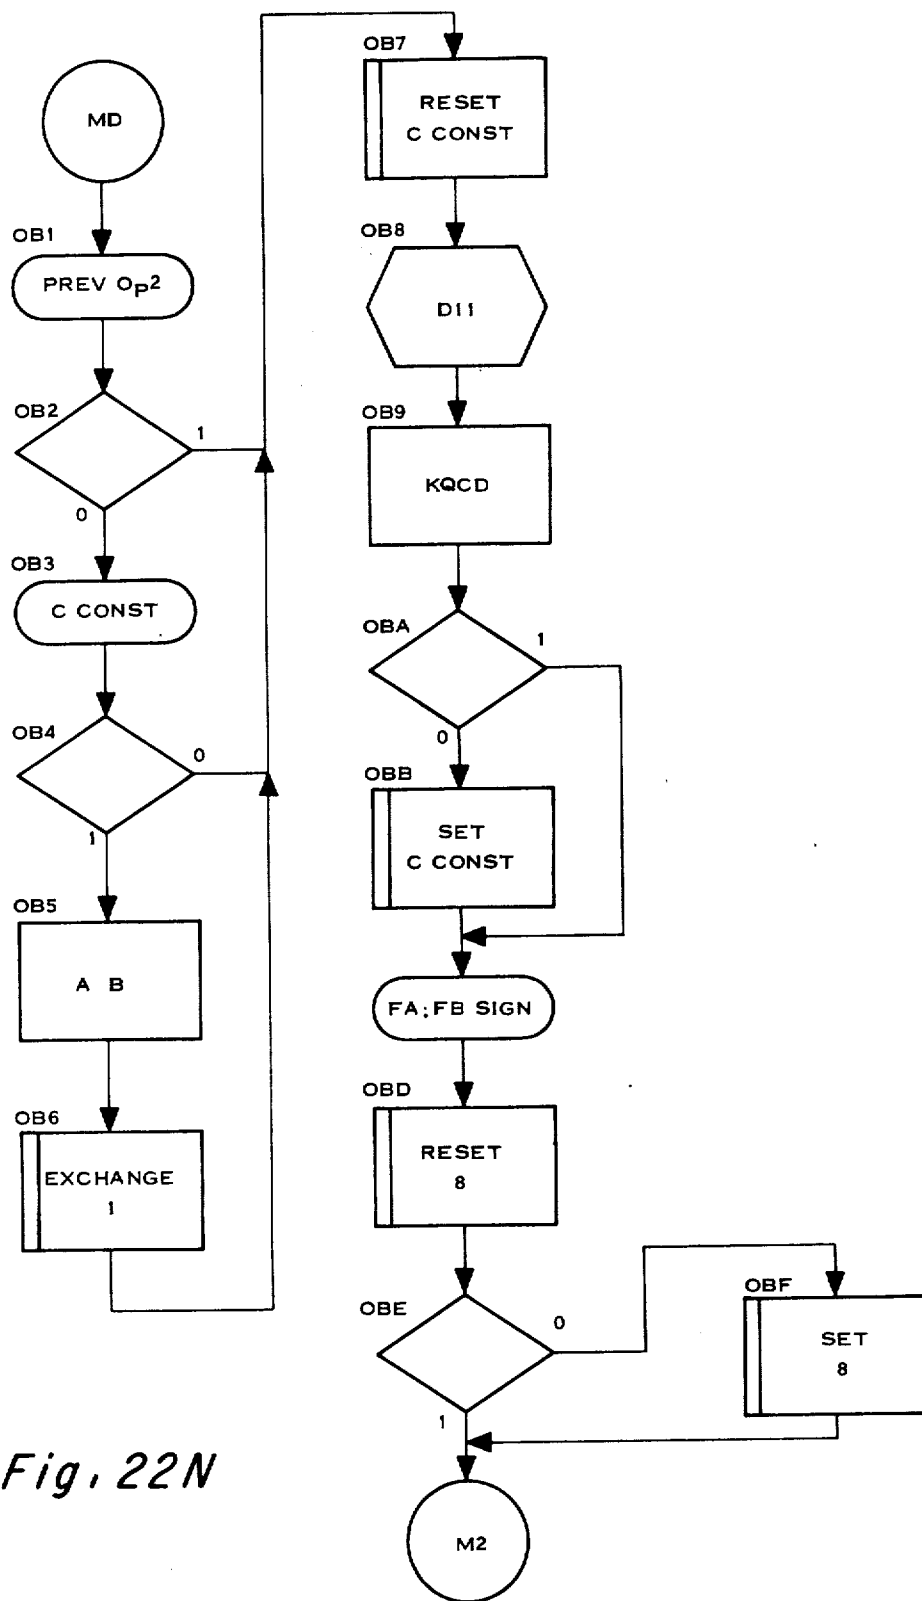 MD
OB1
PREV OP2
OB2
1
0
OB3
C CONST
OB4
0
1
OB5
A B
OB6
EXCHANGE
1
OB7
RESET
C CONST
OB8
D11
OB9
KQCD
OBA
1
0
OBB
SET
C CONST
FA;FB SIGN
OBD
RESET
8
OBE
0
1
OBF
SET
8
M2
Fig. 22N